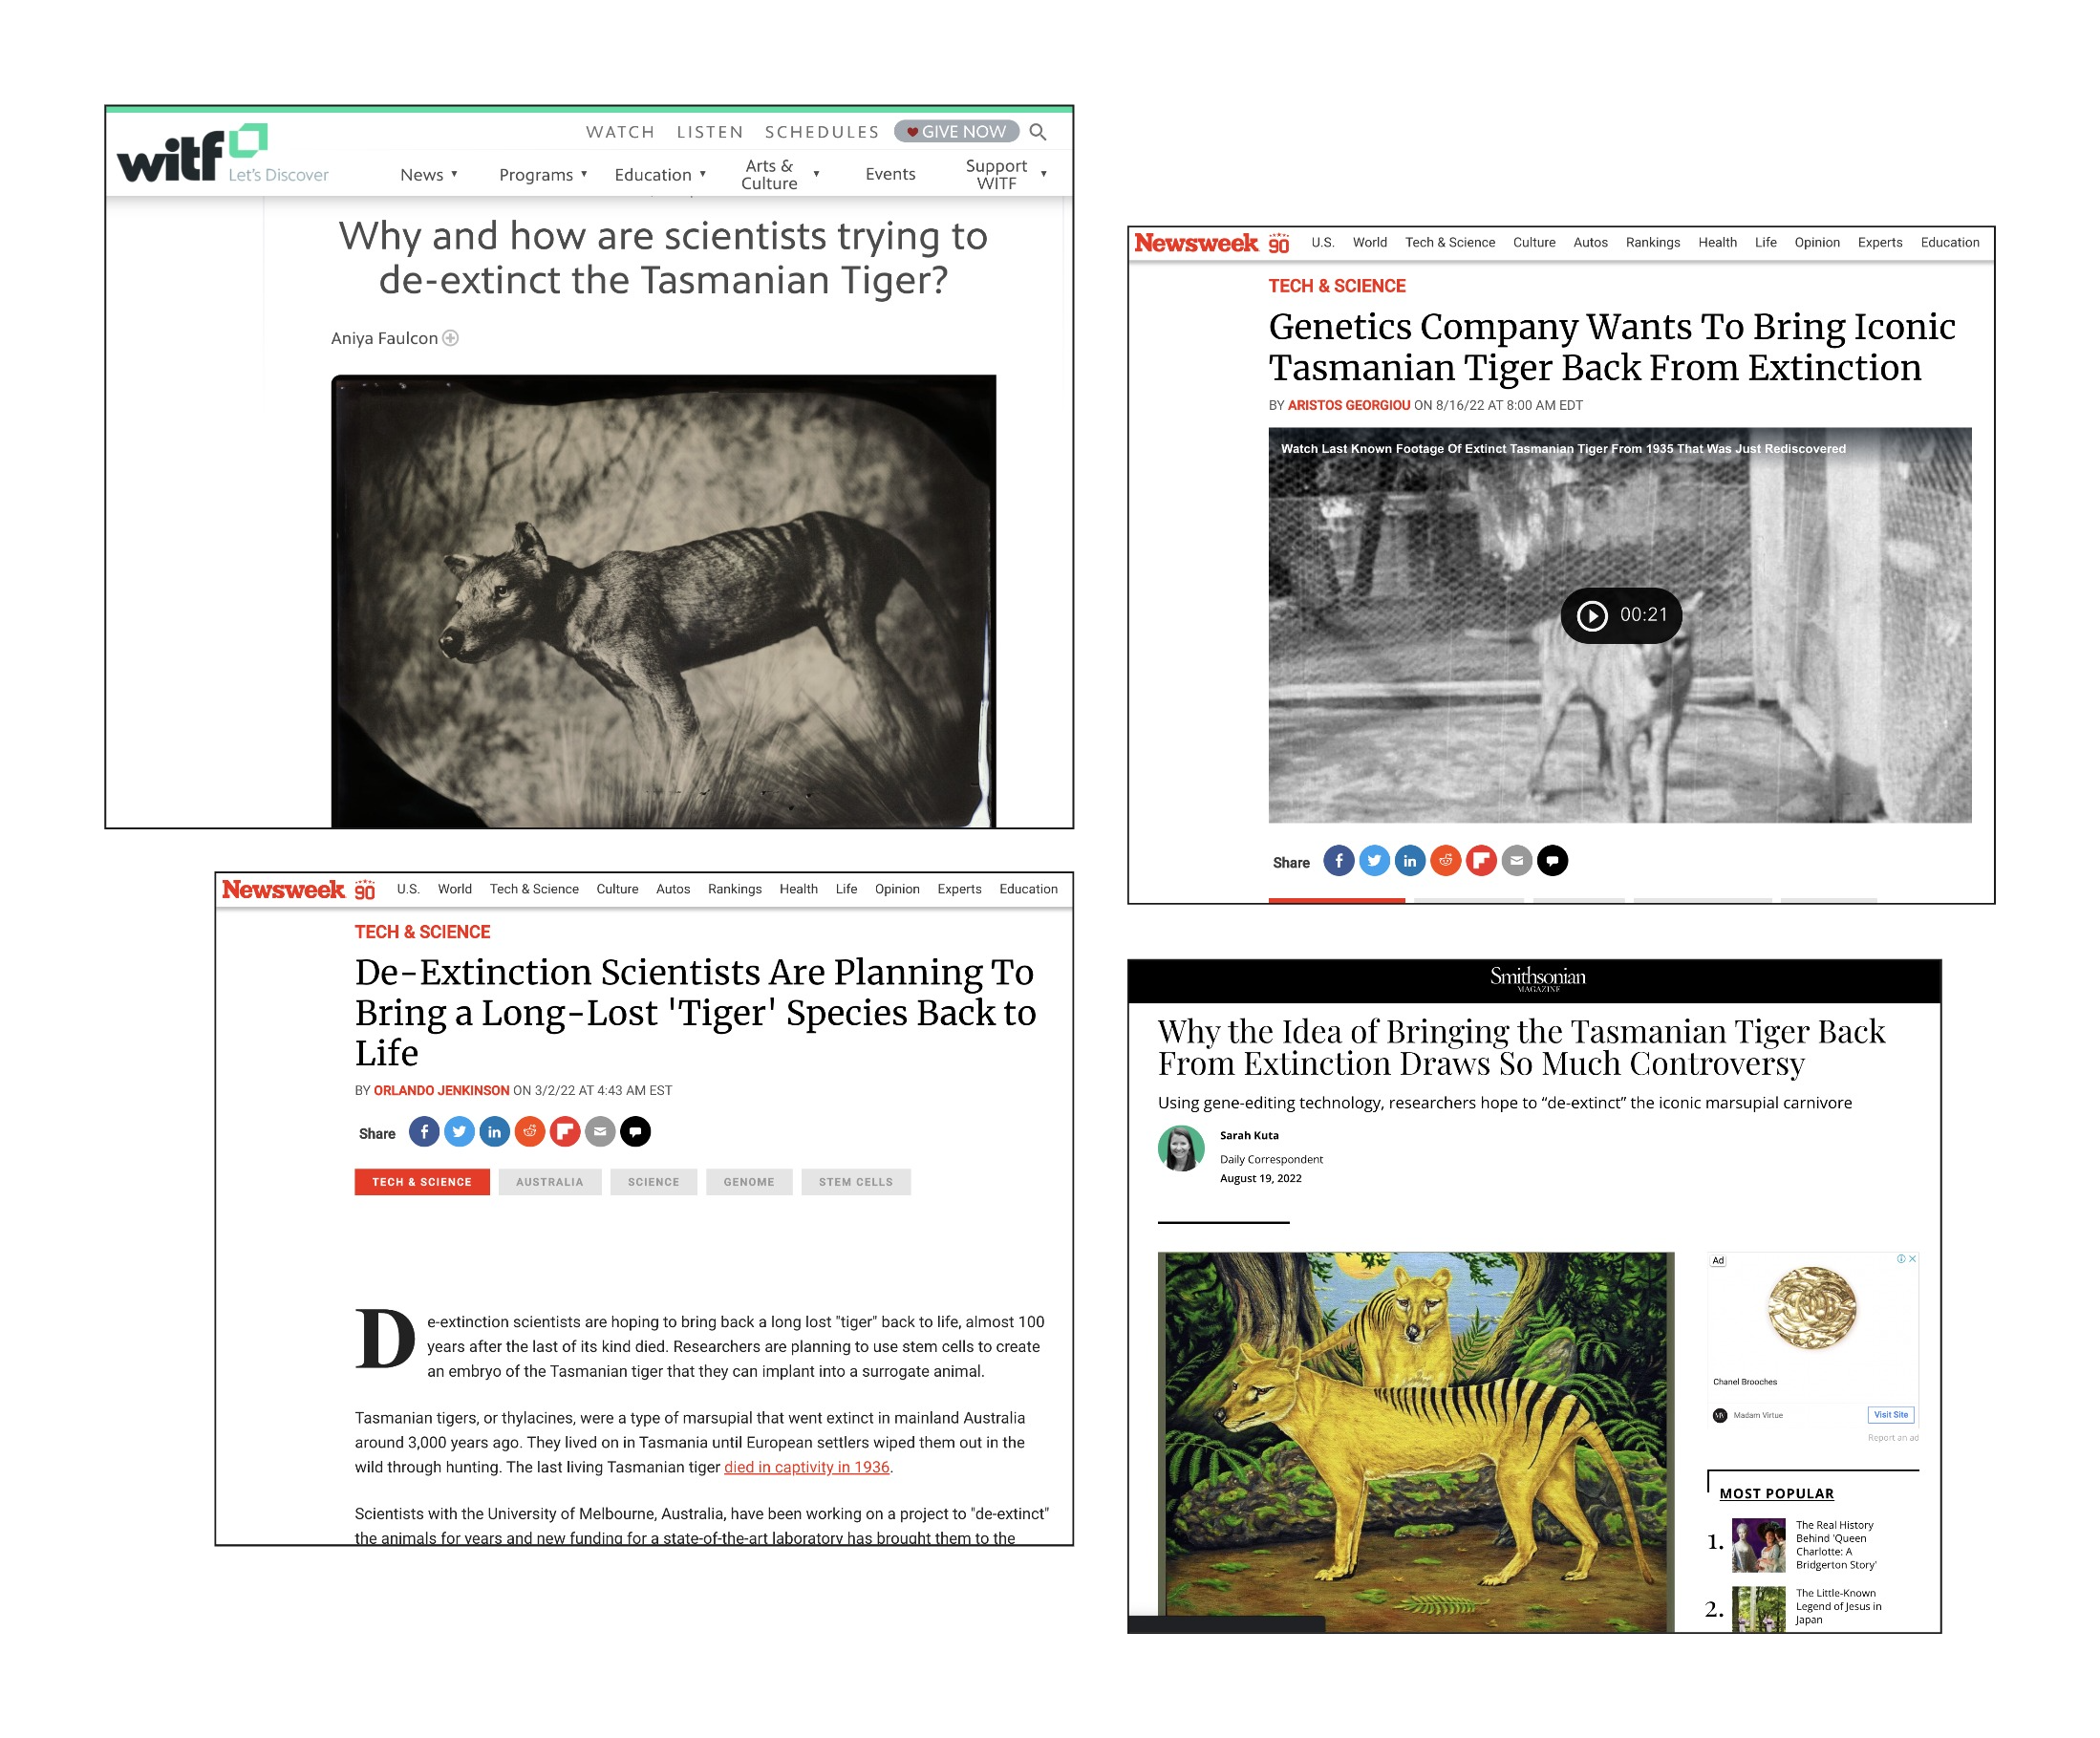 witf
Let's Discover
WATCH LISTEN SCHEDULES GIVE NOW
News Programs Education Arts & Culture Events Support WITF
Why and how are scientists trying to
de-extinct the Tasmanian Tiger?
Aniya Faulcon
Newsweek 90 U.S. World Tech & Science Culture Autos Rankings Health Life Opinion Experts Education
TECH & SCIENCE
Genetics Company Wants To Bring Iconic
Tasmanian Tiger Back From Extinction
BY ARISTOS GEORGIOU ON 8/16/22 AT 8:00 AM EDT
Watch Last Known Footage Of Extinct Tasmanian Tiger From 1935 That Was Just Rediscovered
00:21
Share
Newsweek 90 U.S. World Tech & Science Culture Autos Rankings Health Life Opinion Experts Education
TECH & SCIENCE
De-Extinction Scientists Are Planning To
Bring a Long-Lost 'Tiger' Species Back to
Life
BY ORLANDO JENKINSON ON 3/2/22 AT 4:43 AM EST
Share
TECH & SCIENCE AUSTRALIA SCIENCE GENOME STEM CELLS
De-extinction scientists are hoping to bring back a long lost "tiger" back to life, almost 100
years after the last of its kind died. Researchers are planning to use stem cells to create
an embryo of the Tasmanian tiger that they can implant into a surrogate animal.
Tasmanian tigers, or thylacines, were a type of marsupial that went extinct in mainland Australia
around 3,000 years ago. They lived on in Tasmania until European settlers wiped them out in the
wild through hunting. The last living Tasmanian tiger died in captivity in 1936.
Scientists with the University of Melbourne, Australia, have been working on a project to "de-extinct"
the animals for years and new funding for a state-of-the-art laboratory has brought them to the
Smithsonian
MAGAZINE
Why the Idea of Bringing the Tasmanian Tiger Back
From Extinction Draws So Much Controversy
Using gene-editing technology, researchers hope to “de-extinct” the iconic marsupial carnivore
Sarah Kuta
Daily Correspondent
August 19, 2022
Ad
Chanel Brooches
Madam Virtue
Visit Site
Report an ad
MOST POPULAR
1.
The Real History
Behind 'Queen
Charlotte: A
Bridgerton Story'
2.
The Little-Known
Legend of Jesus in
Japan